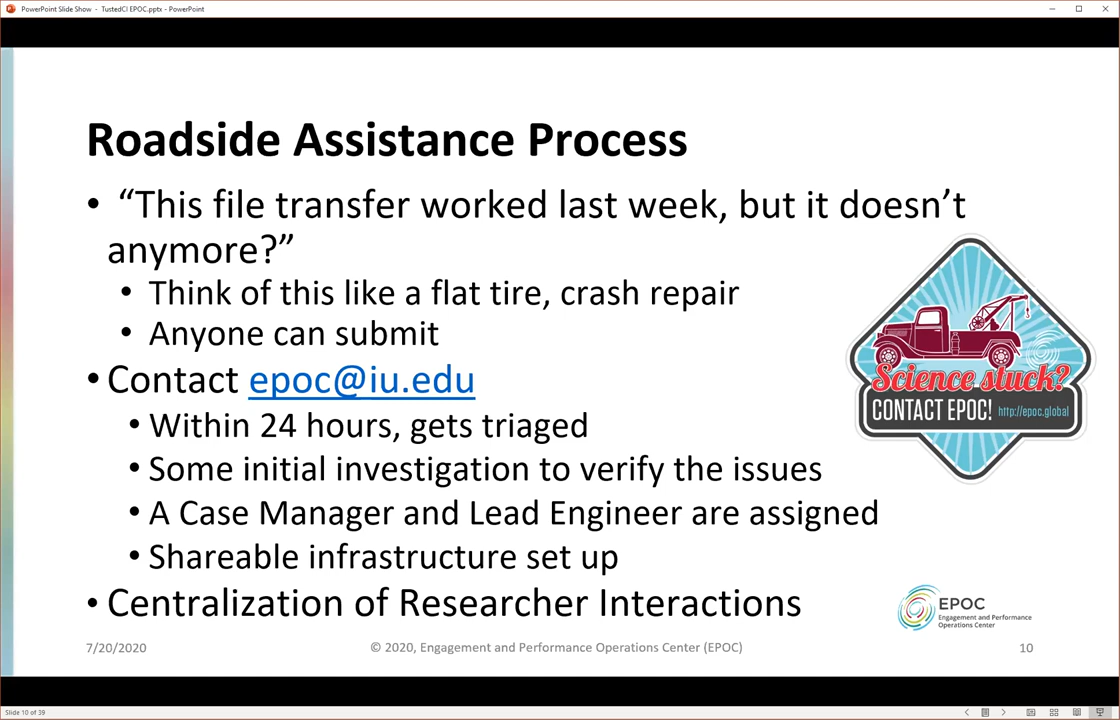 PowerPoint Slide Show - TustedCI EPOC.pptx - PowerPoint
Roadside Assistance Process
• “This file transfer worked last week, but it doesn’t
anymore?”
• Think of this like a flat tire, crash repair
• Anyone can submit
• Contact epoc@iu.edu
• Within 24 hours, gets triaged
• Some initial investigation to verify the issues
• A Case Manager and Lead Engineer are assigned
• Shareable infrastructure set up
• Centralization of Researcher Interactions
Science stuck?
CONTACT EPOC! http://epoc.global
EPOC
Engagement and Performance
Operations Center
7/20/2020
© 2020, Engagement and Performance Operations Center (EPOC)
10
Slide 10 of 39